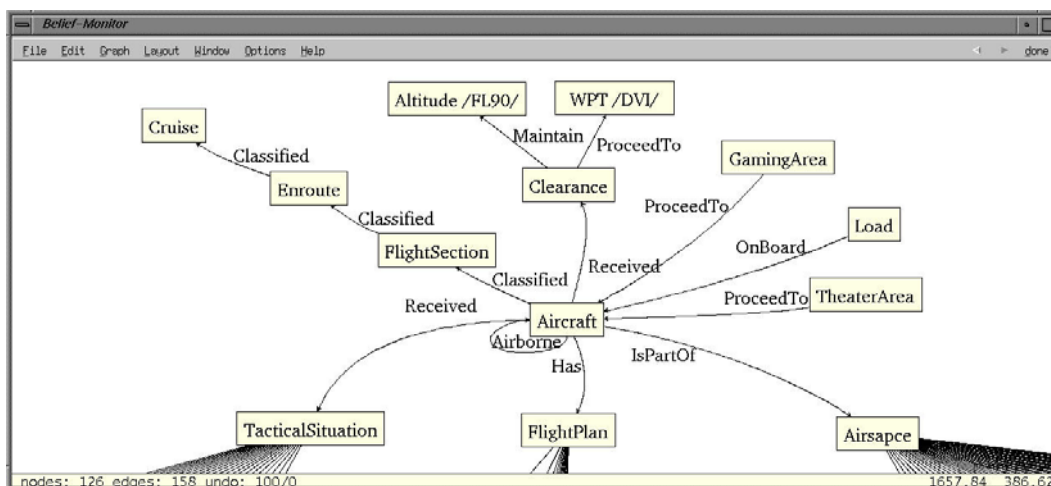 Belief-Monitor
File Edit Graph Layout Window Options Help done
Altitude /FL90/ WPT /DVI/
Cruise
Maintain
ProceedTo
Classified
GamingArea
Enroute
Clearance
ProceedTo
Classified
Load
FlightSection
OnBoard
Classified
Received
ProceedTo
TheaterArea
Received
Aircraft
Airborne
IsPartOf
Has
TacticalSituation
FlightPlan
Airsapce
nodes: 126 edges: 158 undo: 100/0 1657,84 386,62